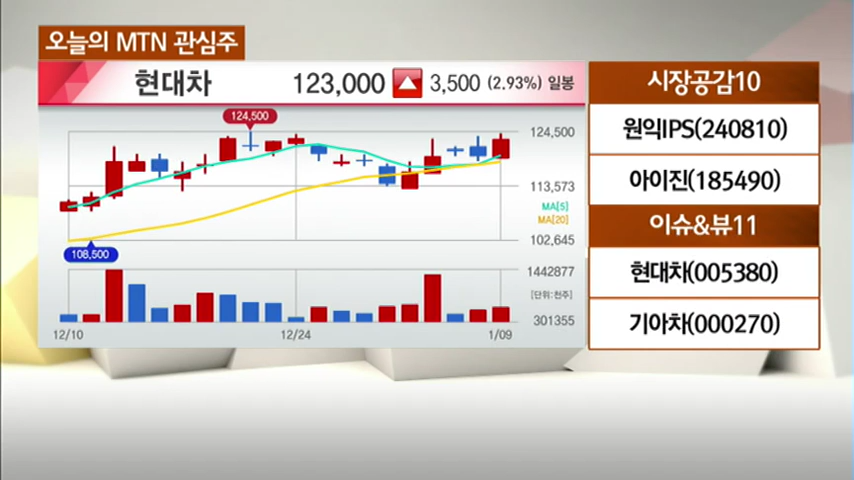 오늘의 MTN 관심주
현대차 123,000 ▲ 3,500 (2.93%) 일봉
124,500
124,500
113,573
MA[5]
MA[20]
102,645
108,500
1442877
[단위:천주]
301355
12/10 12/24 1/09
시장공감10
원익IPS(240810)
아이진(185490)
이슈&뷰11
현대차(005380)
기아차(000270)